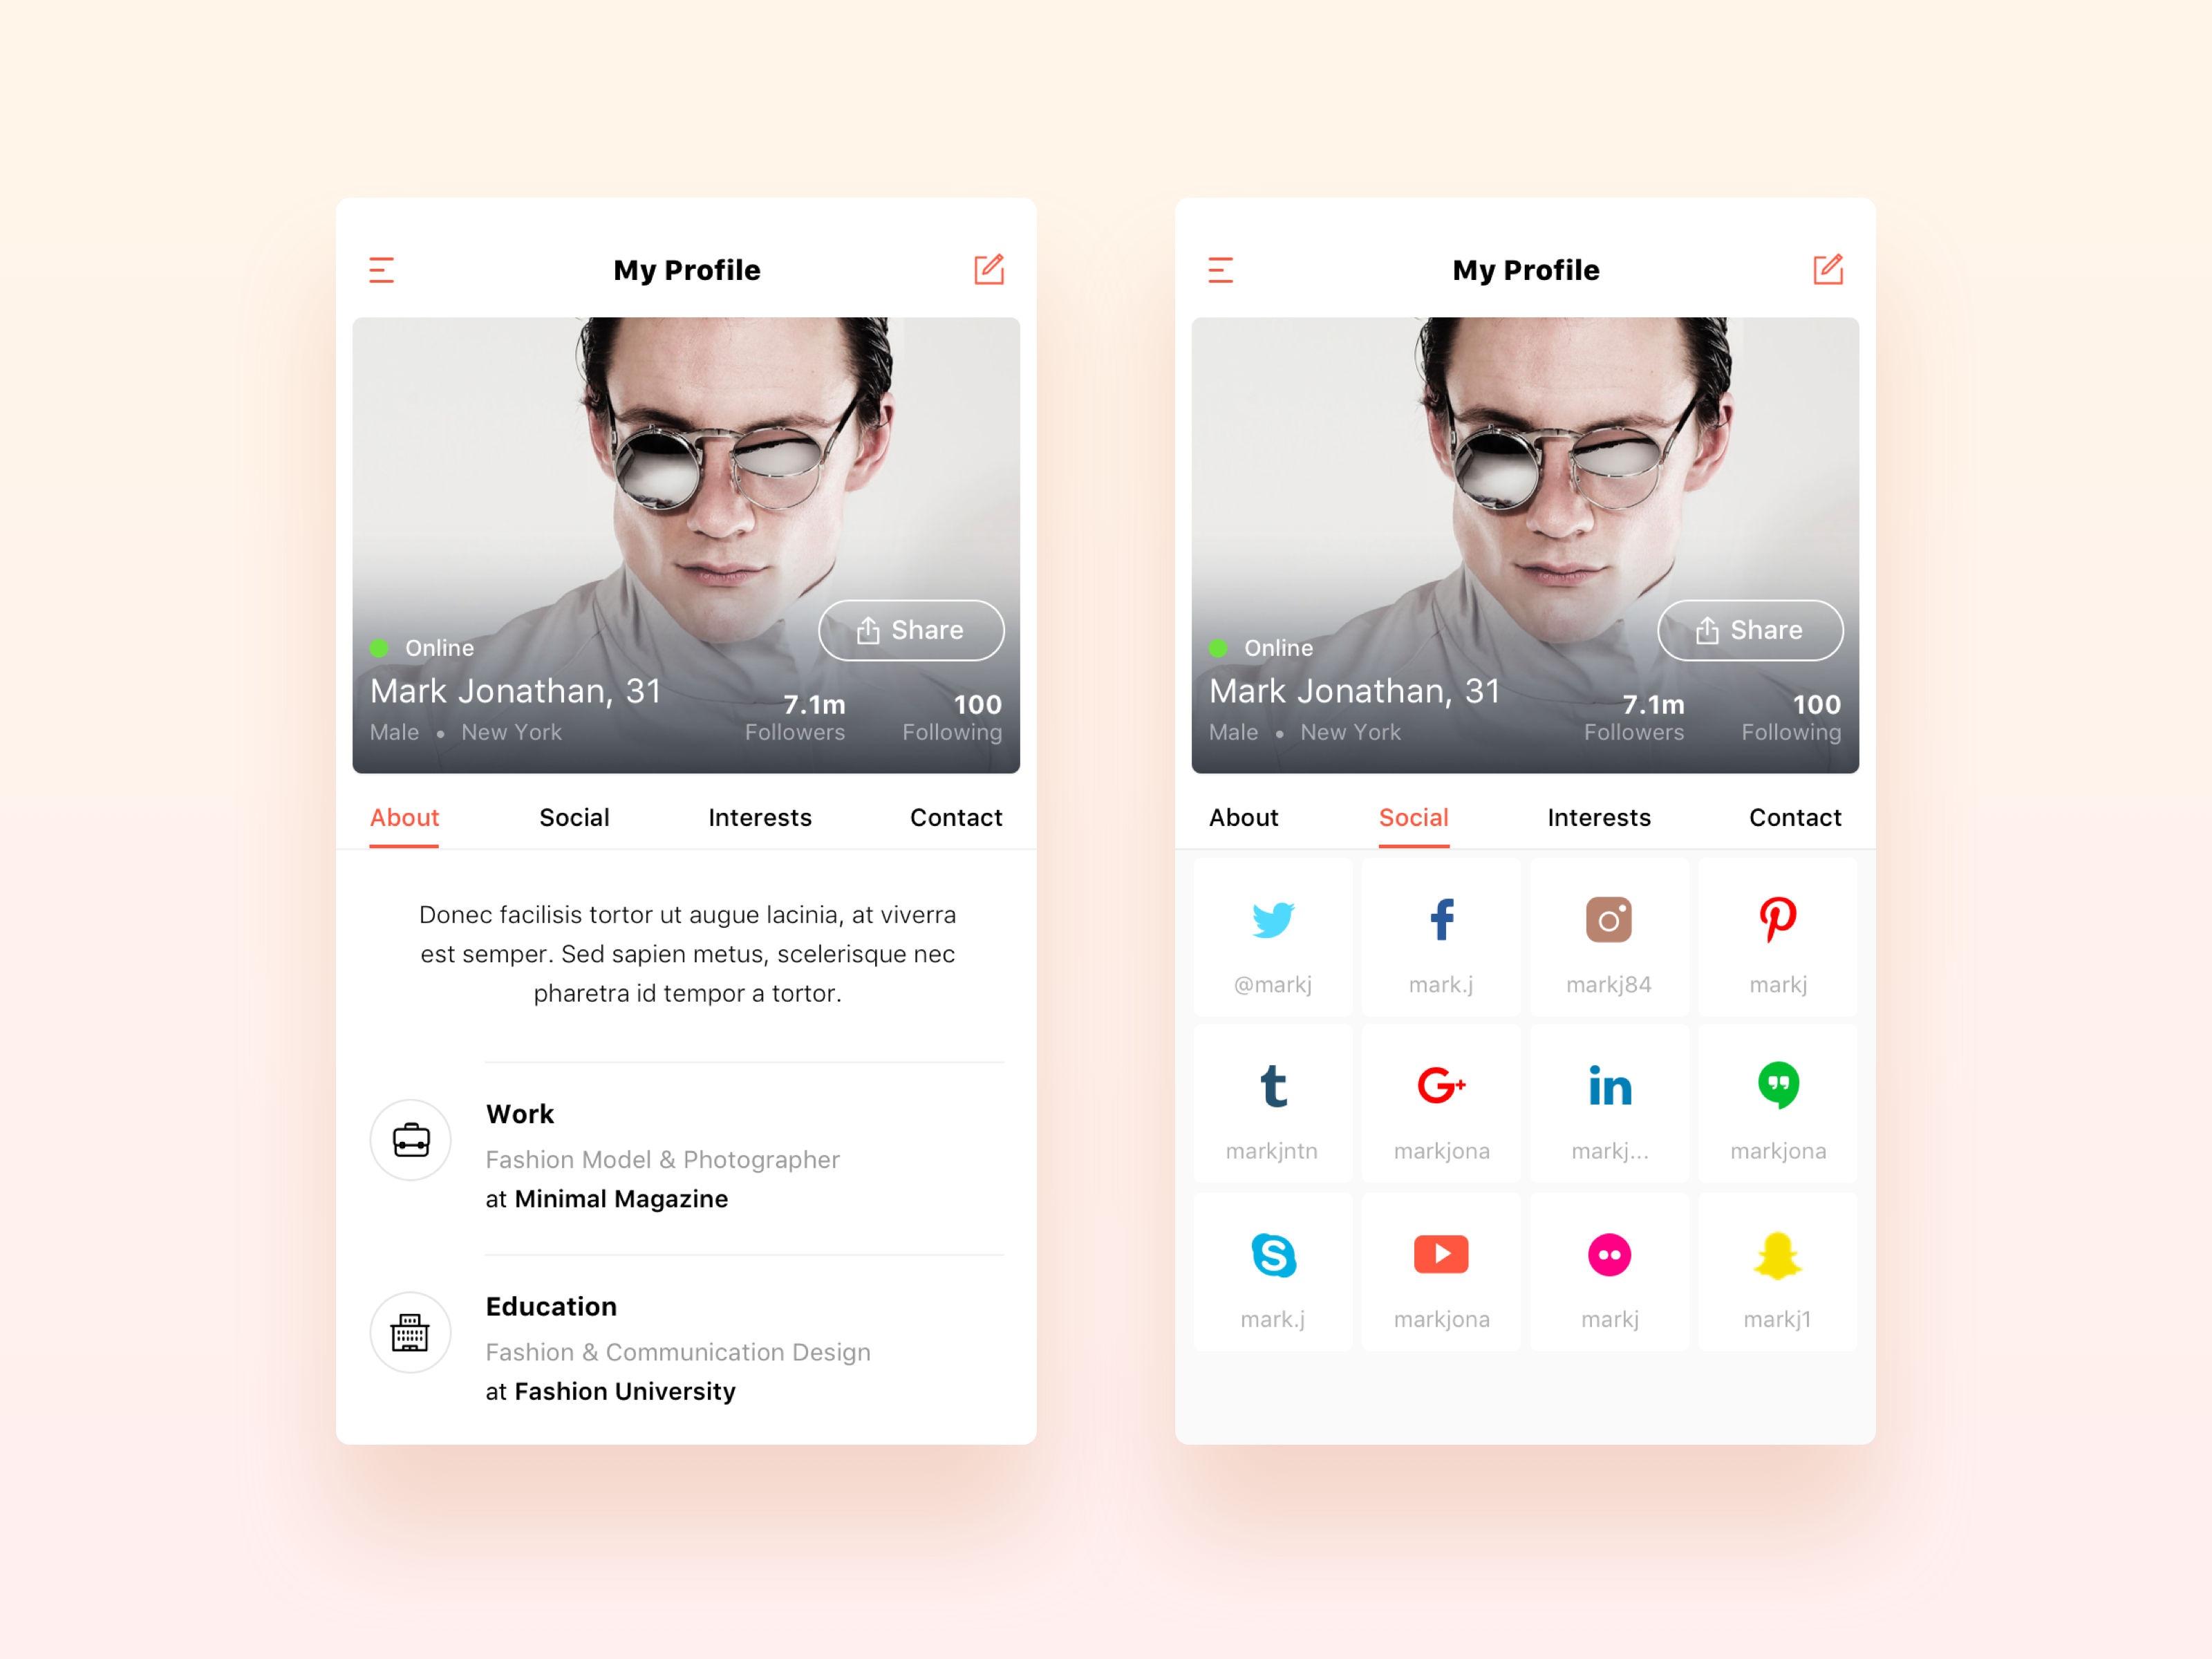 My Profile
Share
Online
Mark Jonathan, 31
7.1m
100
Male • New York
Followers
Following
About
Social
Interests
Contact
Donec facilisis tortor ut augue lacinia, at viverra
est semper. Sed sapien metus, scelerisque nec
pharetra id tempor a tortor.
Work
Fashion Model & Photographer
at Minimal Magazine
Education
Fashion & Communication Design
at Fashion University
My Profile
Share
Online
Mark Jonathan, 31
7.1m
100
Male • New York
Followers
Following
About
Social
Interests
Contact
@markj
mark.j
markj84
markj
markjntn
markjona
markj...
markjona
mark.j
markjona
markj
markj1